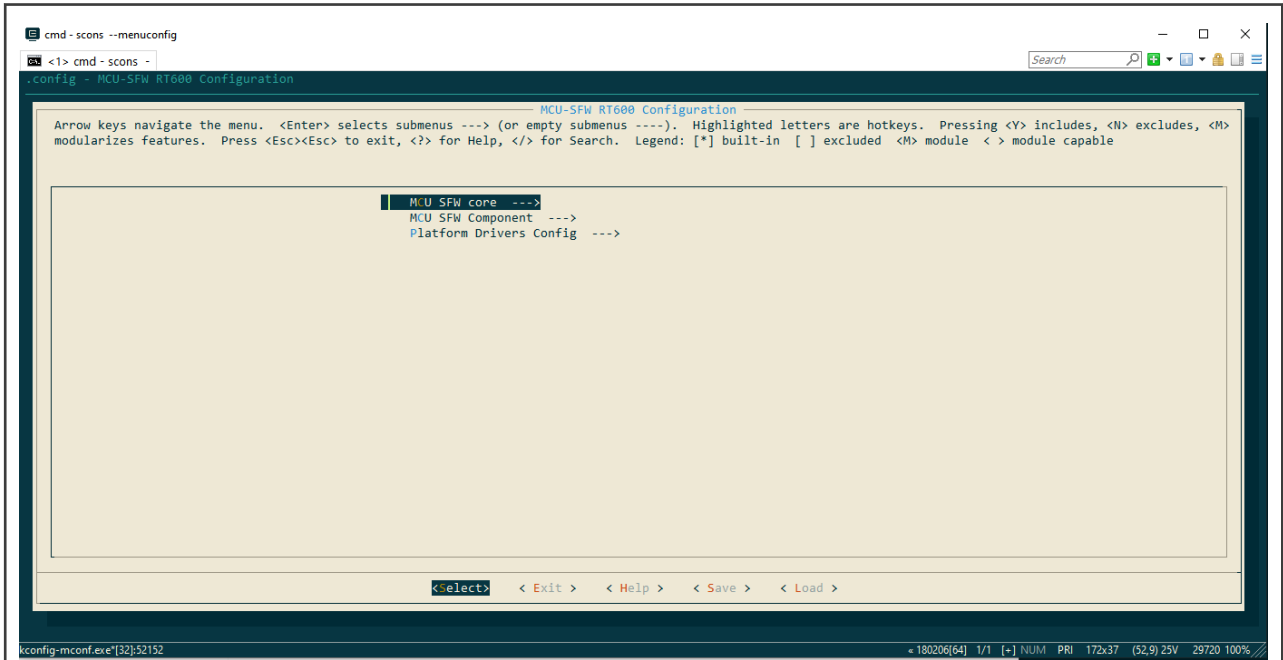 cmd - scons --menuconfig
<1> cmd - scons -
Search
.config - MCU-SFW RT600 Configuration
MCU-SFW RT600 Configuration
Arrow keys navigate the menu. <Enter> selects submenus ---> (or empty submenus ----). Highlighted letters are hotkeys. Pressing <Y> includes, <N> excludes, <M>
modularizes features. Press <Esc><Esc> to exit, <?> for Help, </> for Search. Legend: [*] built-in [ ] excluded <M> module < > module capable
MCU SFW core --->
MCU SFW Component --->
Platform Drivers Config --->
<Select> < Exit > < Help > < Save > < Load >
kconfig-mconf.exe*[32]:52152 « 180206[64] 1/1 [+] NUM PRI 172x37 (52,9) 25V 29720 100%